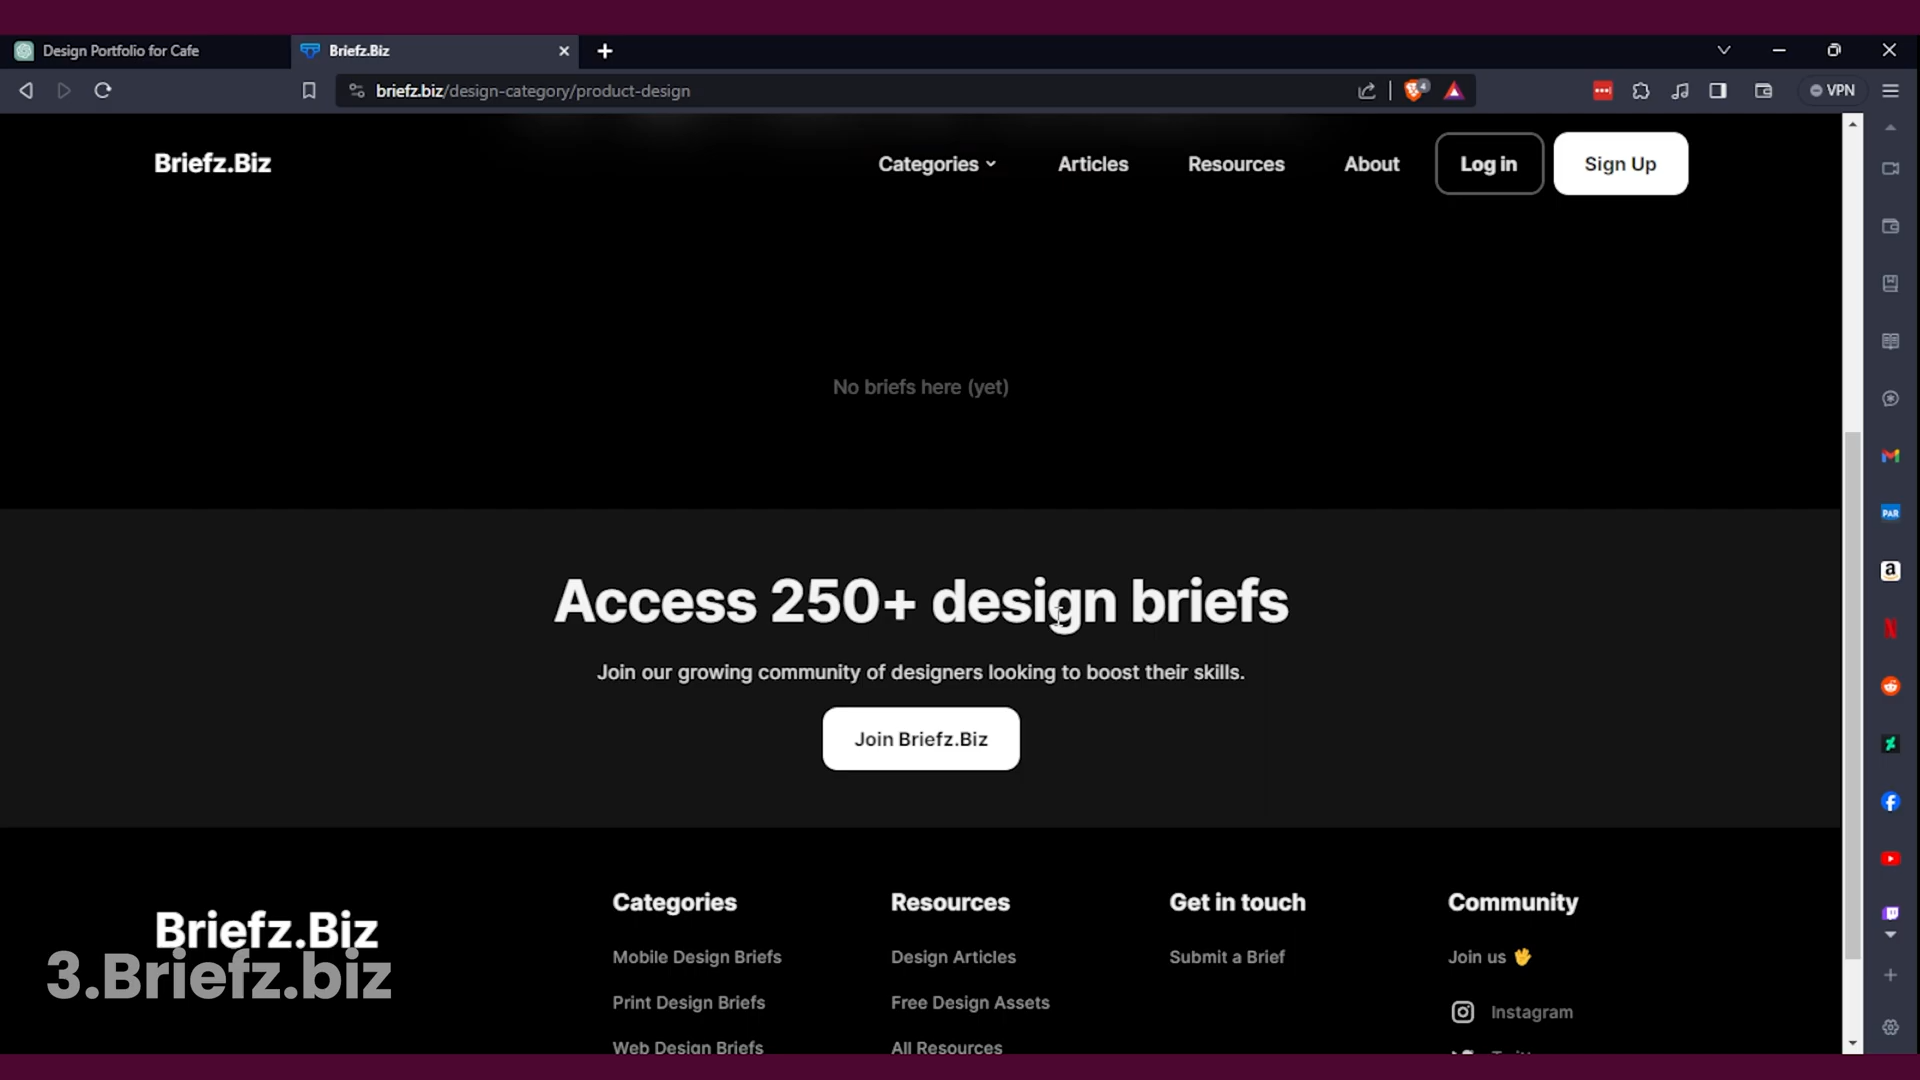 Design Portfolio for Cafe
Briefz.Biz
briefz.biz/design-category/product-design
VPN
Briefz.Biz
Categories
Articles
Resources
About
Log in
Sign Up
No briefs here (yet)
Access 250+ design briefs
Join our growing community of designers looking to boost their skills.
Join Briefz.Biz
Briefz.Biz
3.Briefz.biz
Categories
Mobile Design Briefs
Print Design Briefs
Web Design Briefs
Resources
Design Articles
Free Design Assets
All Resources
Get in touch
Submit a Brief
Community
Join us 🖖
Instagram
PAR